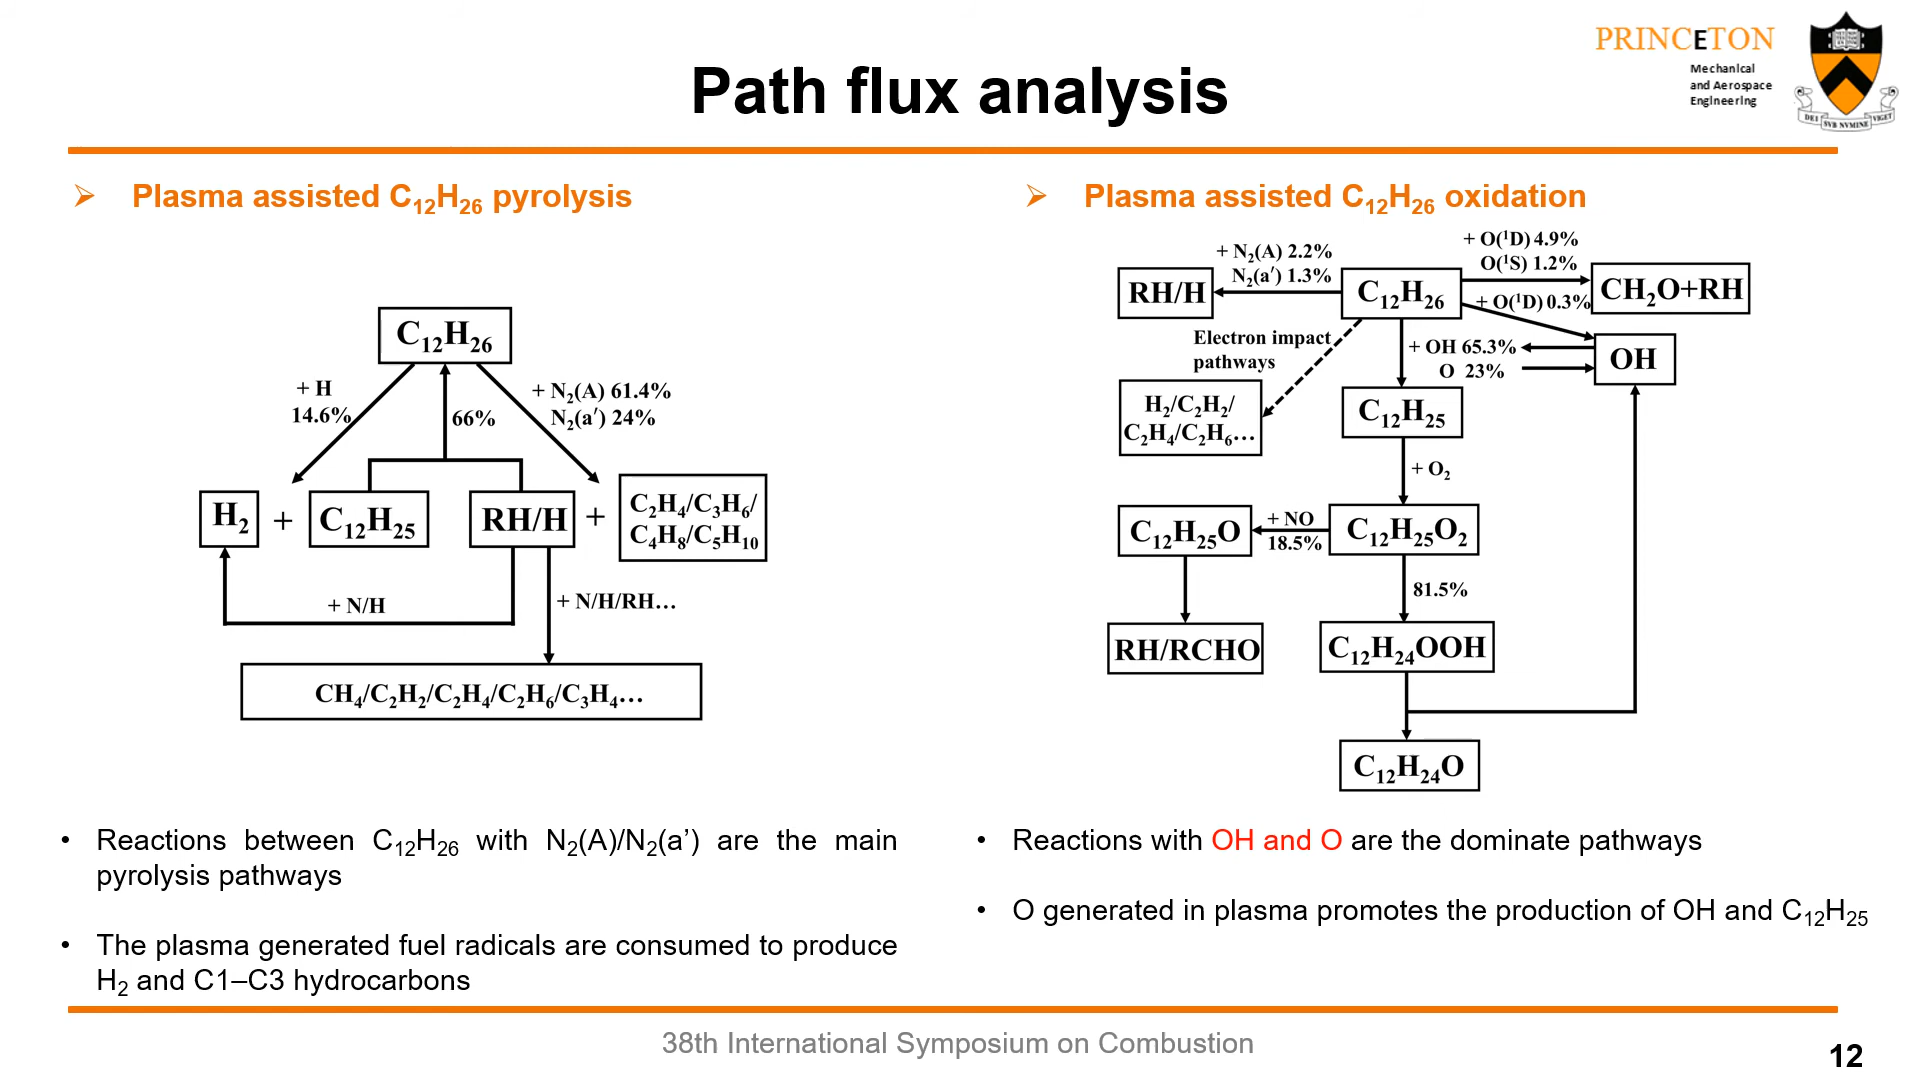 PRINCETON
Mechanical
and Aerospace
Engineering
DEI SVB NVMINE VIGET
Path flux analysis
➢ Plasma assisted C₁₂H₂₆ pyrolysis
C₁₂H₂₆
+ H
14.6%
66%
+ N₂(A) 61.4%
N₂(a′) 24%
H₂
+
C₁₂H₂₅
RH/H
+
C₂H₄/C₃H₆/
C₄H₈/C₅H₁₀
+ N/H
+ N/H/RH…
CH₄/C₂H₂/C₂H₄/C₂H₆/C₃H₄…
• Reactions between C₁₂H₂₆ with N₂(A)/N₂(a’) are the main
pyrolysis pathways
• The plasma generated fuel radicals are consumed to produce
H₂ and C1–C3 hydrocarbons
➢ Plasma assisted C₁₂H₂₆ oxidation
+ N₂(A) 2.2%
N₂(a′) 1.3%
+ O(¹D) 4.9%
O(¹S) 1.2%
RH/H
C₁₂H₂₆
CH₂O+RH
+ O(¹D) 0.3%
Electron impact
pathways
+ OH 65.3%
O 23%
OH
H₂/C₂H₂/
C₂H₄/C₂H₆…
C₁₂H₂₅
+ O₂
C₁₂H₂₅O
+ NO
18.5%
C₁₂H₂₅O₂
81.5%
RH/RCHO
C₁₂H₂₄OOH
C₁₂H₂₄O
• Reactions with OH and O are the dominate pathways
• O generated in plasma promotes the production of OH and C₁₂H₂₅
38th International Symposium on Combustion
12